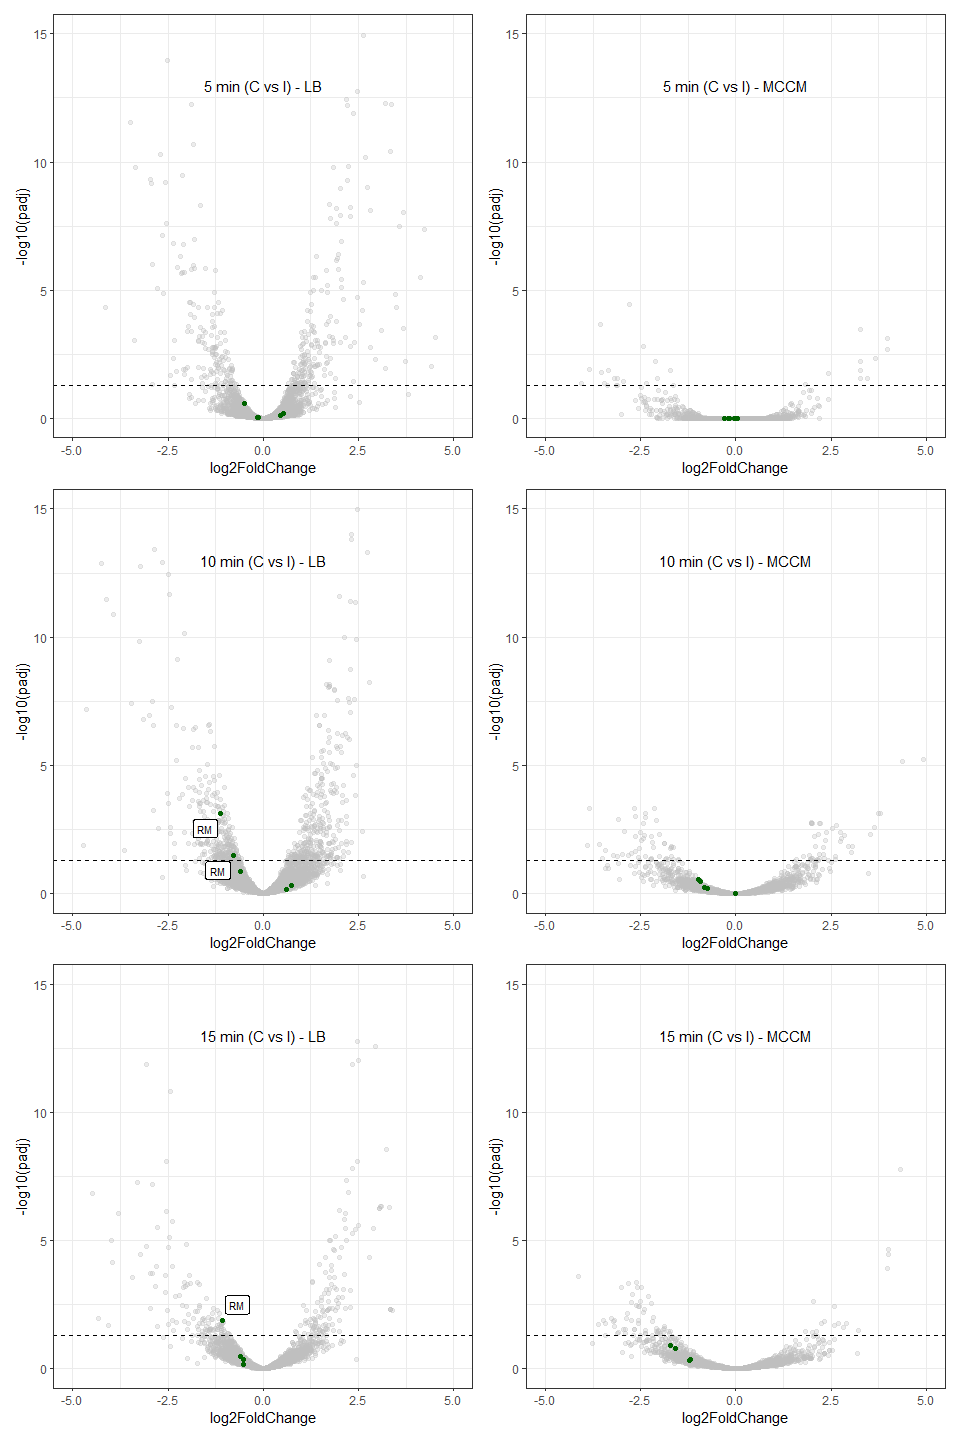 15
10
5
0
-log10(padj)
5 min (C vs I) - LB
-5.0 -2.5 0.0 2.5 5.0
log2FoldChange
15
10
5
0
-log10(padj)
5 min (C vs I) - MCCM
-5.0 -2.5 0.0 2.5 5.0
log2FoldChange
15
10
5
0
-log10(padj)
10 min (C vs I) - LB
RM
RM
-5.0 -2.5 0.0 2.5 5.0
log2FoldChange
15
10
5
0
-log10(padj)
10 min (C vs I) - MCCM
-5.0 -2.5 0.0 2.5 5.0
log2FoldChange
15
10
5
0
-log10(padj)
15 min (C vs I) - LB
RM
-5.0 -2.5 0.0 2.5 5.0
log2FoldChange
15
10
5
0
-log10(padj)
15 min (C vs I) - MCCM
-5.0 -2.5 0.0 2.5 5.0
log2FoldChange